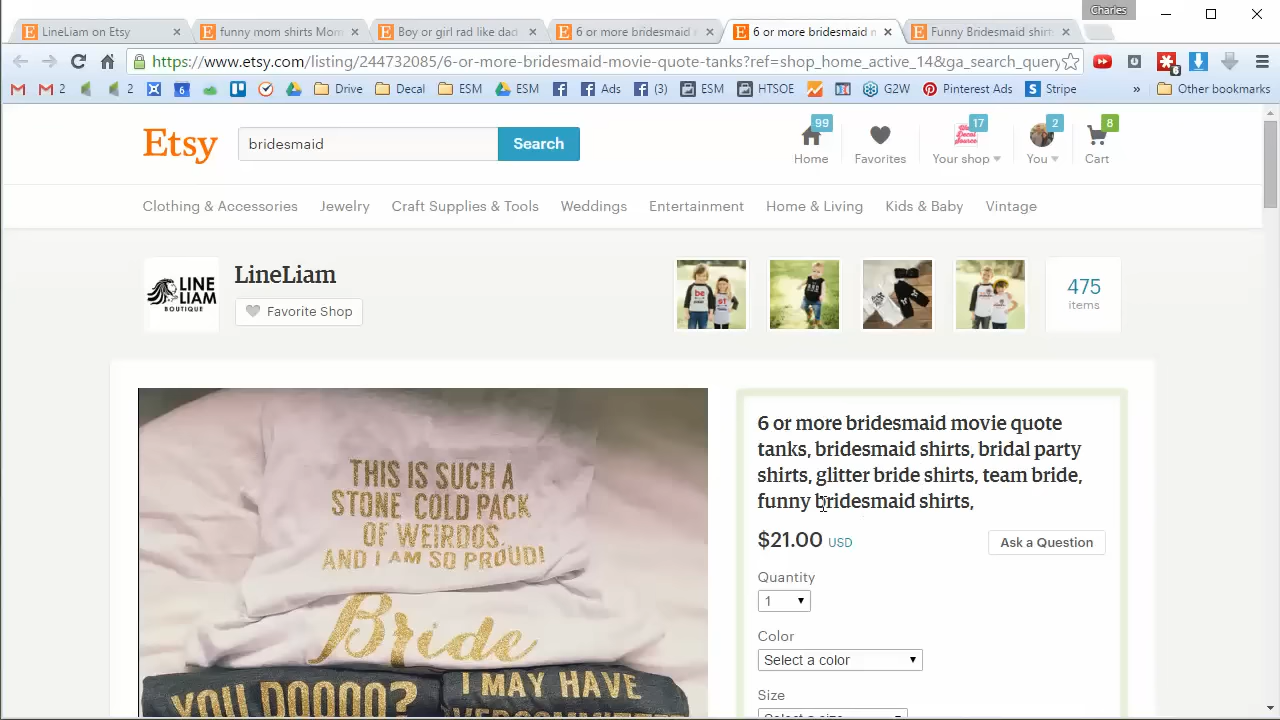 Charles
LineLiam on Etsy
funny mom shirts Mom
Boy or girl rad like dad
6 or more bridesmaid
6 or more bridesmaid m
Funny Bridesmaid shirt
https://www.etsy.com/listing/244732085/6-or-more-bridesmaid-movie-quote-tanks?ref=shop_home_active_14&ga_search_query
2 2 6 Drive Decal ESM ESM Ads (3) ESM HTSOE G2W Pinterest Ads Stripe » Other bookmarks
Etsy
bridesmaid
Search
99 17 2 8
Home Favorites Your shop You Cart
Clothing & Accessories Jewelry Craft Supplies & Tools Weddings Entertainment Home & Living Kids & Baby Vintage
LINE
LIAM
BOUTIQUE
LineLiam
Favorite Shop
475
items
THIS IS SUCH A
STONE COLD PACK
OF WEIRDOS.
AND I AM SO PROUD!
Bride
YOU DOOOO?
I MAY HAVE
6 or more bridesmaid movie quote
tanks, bridesmaid shirts, bridal party
shirts, glitter bride shirts, team bride,
funny bridesmaid shirts,
$21.00 USD
Ask a Question
Quantity
1
Color
Select a color
Size
Select a size